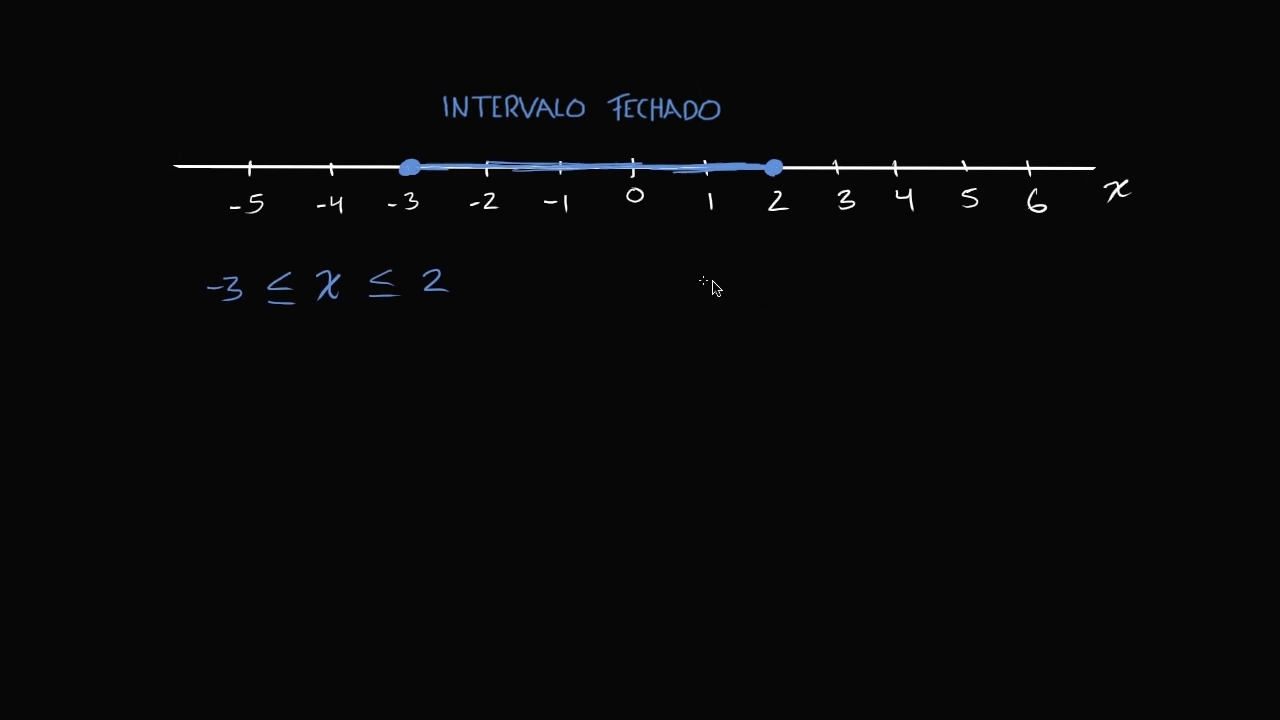 INTERVALO FECHADO
-5 -4 -3 -2 -1 0 1 2 3 4 5 6 x
-3 ≤ x ≤ 2